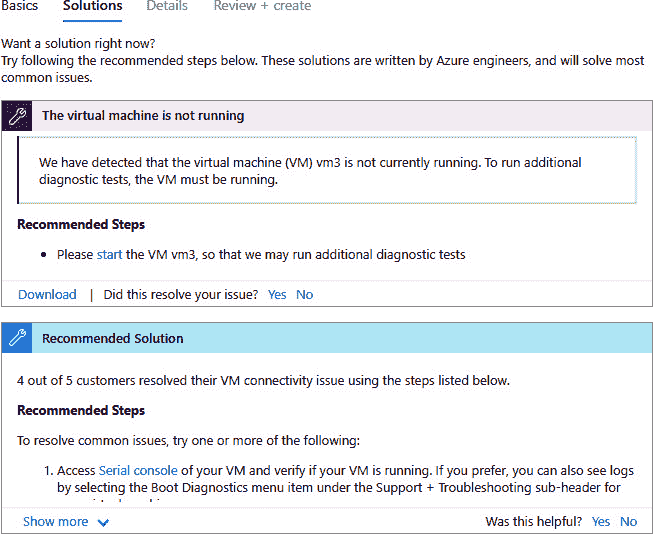 Basics Solutions Details Review + create
Want a solution right now?
Try following the recommended steps below. These solutions are written by Azure engineers, and will solve most
common issues.
The virtual machine is not running
We have detected that the virtual machine (VM) vm3 is not currently running. To run additional
diagnostic tests, the VM must be running.
Recommended Steps
• Please start the VM vm3, so that we may run additional diagnostic tests
Download | Did this resolve your issue? Yes No
Recommended Solution
4 out of 5 customers resolved their VM connectivity issue using the steps listed below.
Recommended Steps
To resolve common issues, try one or more of the following:
1. Access Serial console of your VM and verify if your VM is running. If you prefer, you can also see logs
by selecting the Boot Diagnostics menu item under the Support + Troubleshooting sub-header for
Show more Was this helpful? Yes No